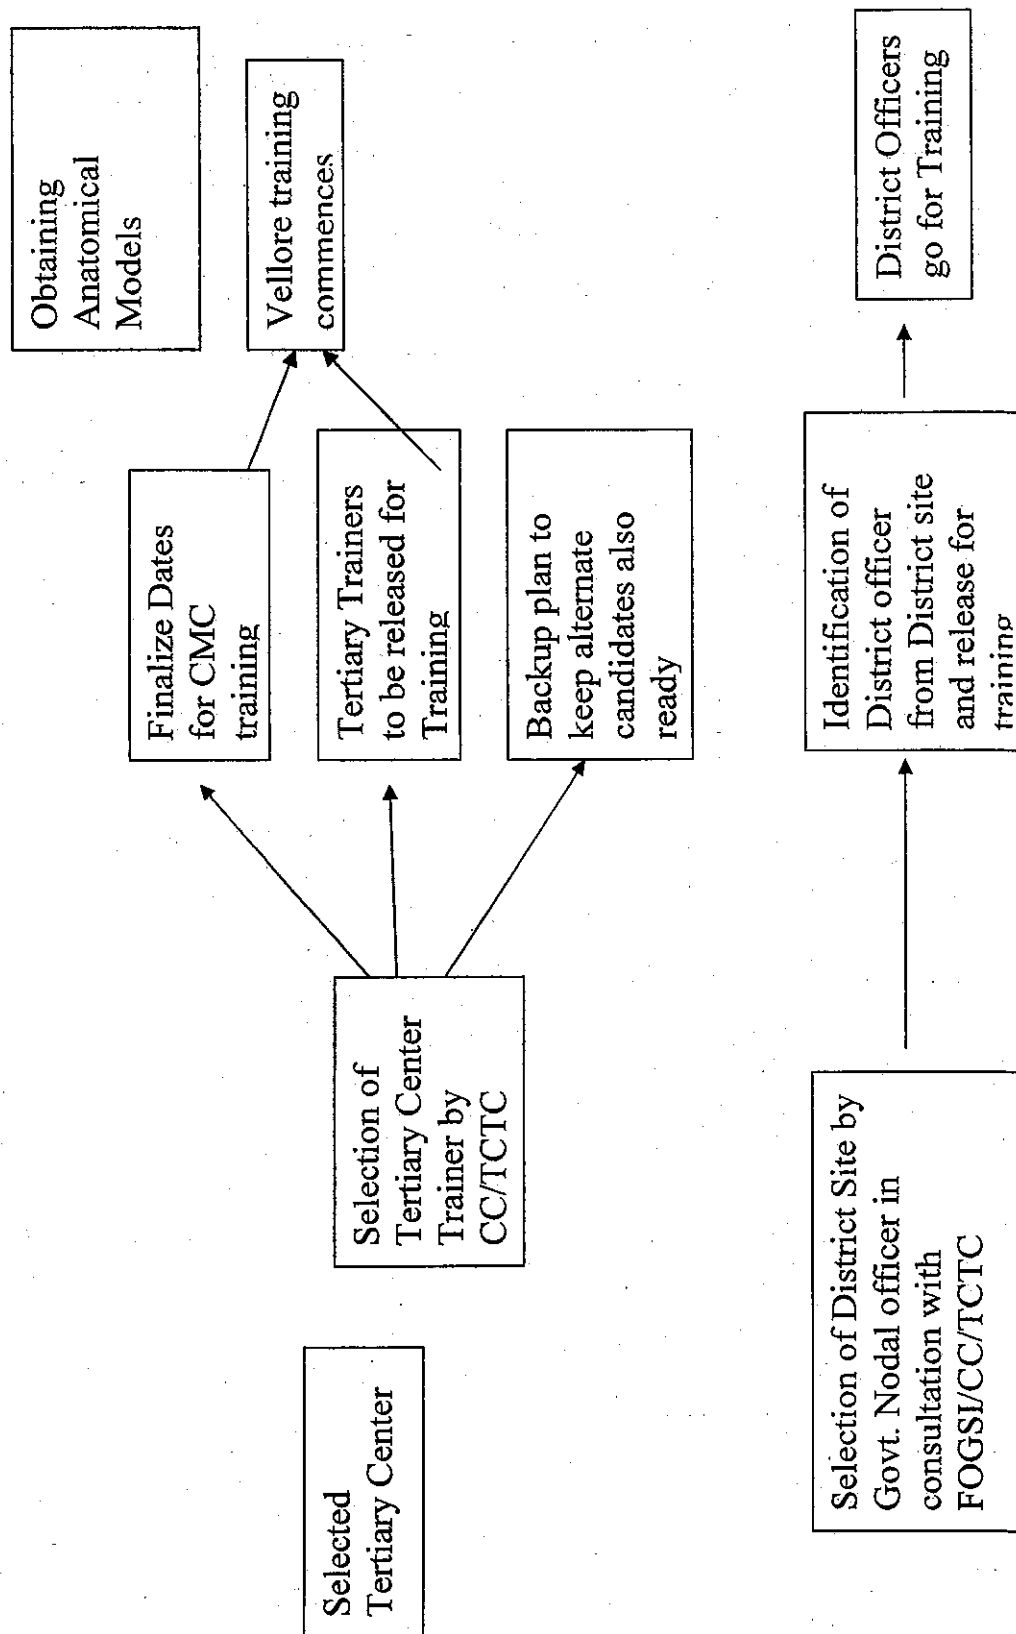 Obtaining
Anatomical
Models
Finalize Dates
for CMC
training
Vellore training
commences
Selected
Tertiary Center
Selection of
Tertiary Center
Trainer by
CC/TCTC
Tertiary Trainers
to be released for
Training
Backup plan to
keep alternate
candidates also
ready
Selection of District Site by
Govt. Nodal officer in
consultation with
FOGSI/CC/TCTC
Identification of
District officer
from District site
and release for
training
District Officers
go for Training